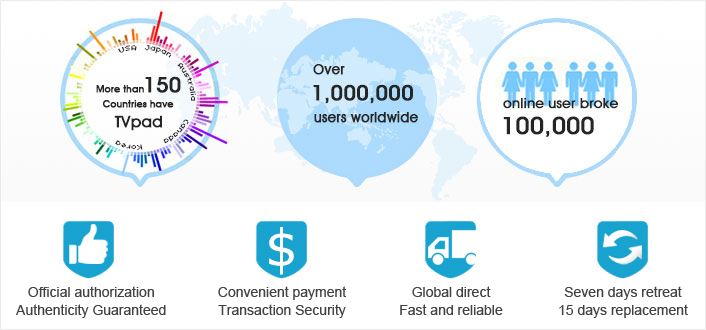 USA
Japan
Australia
Canada
Korea
More than 150
Countries have
TVpad
Over
1,000,000
users worldwide
online user broke
100,000
$
Official authorization
Authenticity Guaranteed
Convenient payment
Transaction Security
Global direct
Fast and reliable
Seven days retreat
15 days replacement